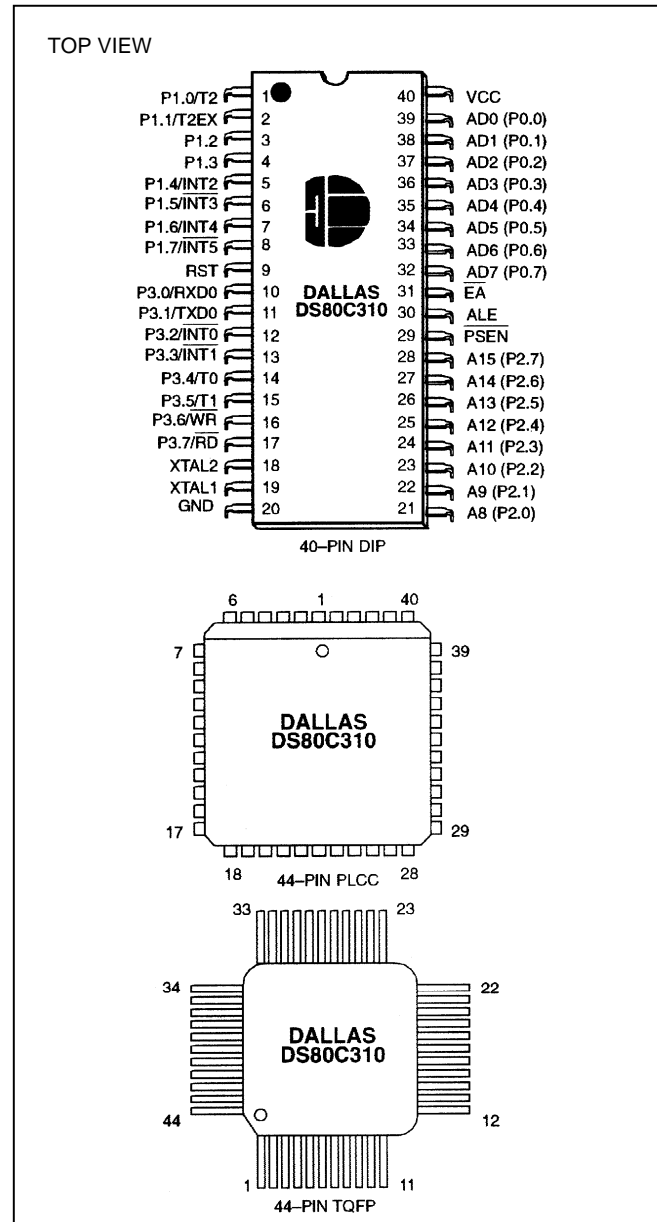 TOP VIEW
P1.0/T2 1 40 VCC
P1.1/T2EX 2 39 AD0 (P0.0)
P1.2 3 38 AD1 (P0.1)
P1.3 4 37 AD2 (P0.2)
P1.4/INT2 5 36 AD3 (P0.3)
P1.5/INT3 6 35 AD4 (P0.4)
P1.6/INT4 7 34 AD5 (P0.5)
P1.7/INT5 8 33 AD6 (P0.6)
RST 9 32 AD7 (P0.7)
P3.0/RXD0 10 DALLAS 31 EA
P3.1/TXD0 11 DS80C310 30 ALE
P3.2/INT0 12 29 PSEN
P3.3/INT1 13 28 A15 (P2.7)
P3.4/T0 14 27 A14 (P2.6)
P3.5/T1 15 26 A13 (P2.5)
P3.6/WR 16 25 A12 (P2.4)
P3.7/RD 17 24 A11 (P2.3)
XTAL2 18 23 A10 (P2.2)
XTAL1 19 22 A9 (P2.1)
GND 20 21 A8 (P2.0)
40–PIN DIP
6 1 40
7 39
DALLAS
DS80C310
17 29
18 28
44–PIN PLCC
33 23
34 22
DALLAS
DS80C310
44 12
1 11
44–PIN TQFP